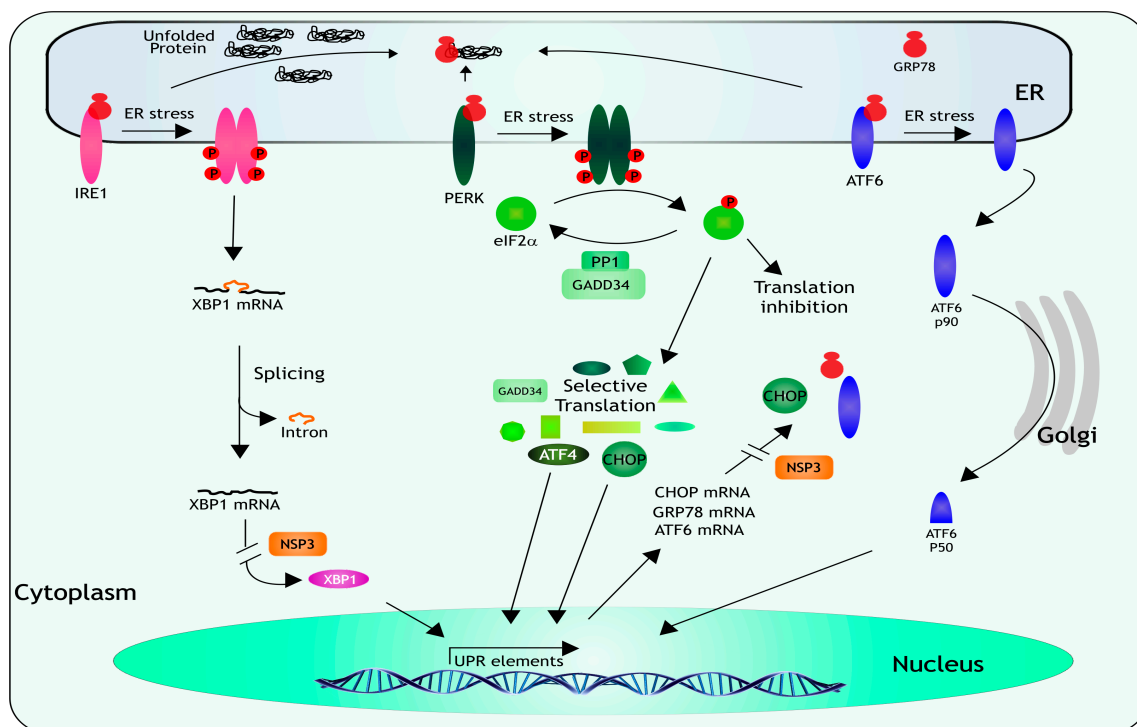 Unfolded
Protein
GRP78
ER
ER stress
ER stress
ER stress
IRE1
P
P
P
P
PERK
P
P
P
P
ATF6
eIF2α
P
PP1
GADD34
Translation
inhibition
XBP1 mRNA
ATF6
p90
Splicing
Intron
GADD34
Selective
Translation
CHOP
Golgi
ATF4
CHOP
NSP3
XBP1 mRNA
CHOP mRNA
GRP78 mRNA
ATF6 mRNA
ATF6
P50
NSP3
XBP1
Cytoplasm
UPR elements
Nucleus